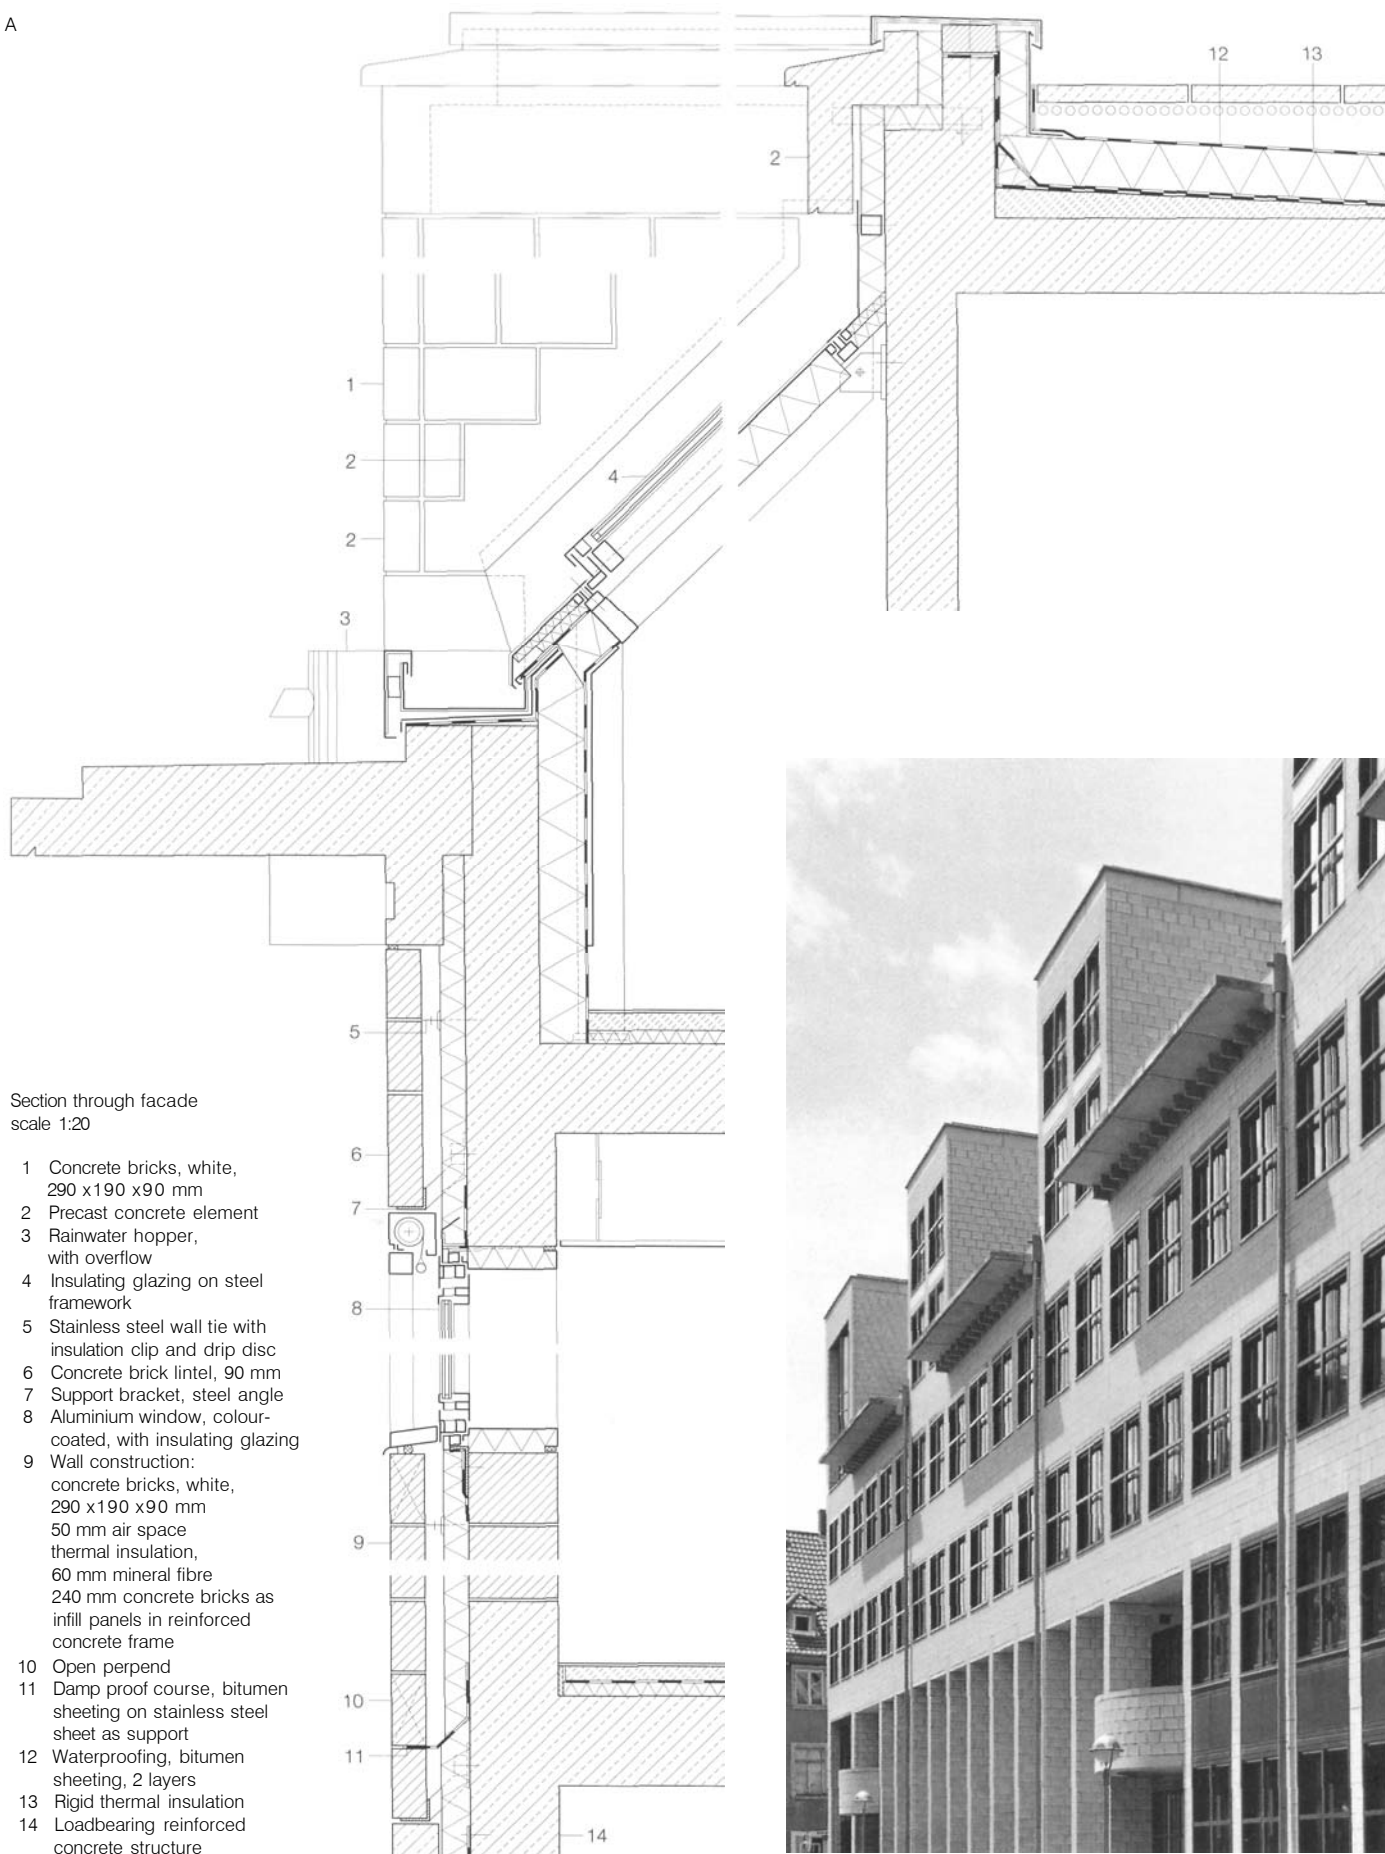 A
12
13
2
1
2
4
2
3
5
Section through facade
scale 1:20
6
1 Concrete bricks, white,
290 x190 x90 mm
7
2 Precast concrete element
3 Rainwater hopper,
with overflow
4 Insulating glazing on steel
framework
8
5 Stainless steel wall tie with
insulation clip and drip disc
6 Concrete brick lintel, 90 mm
7 Support bracket, steel angle
8 Aluminium window, colour-
coated, with insulating glazing
9 Wall construction:
concrete bricks, white,
290 x190 x90 mm
50 mm air space
9
thermal insulation,
60 mm mineral fibre
240 mm concrete bricks as
infill panels in reinforced
concrete frame
10 Open perpend
11 Damp proof course, bitumen
sheeting on stainless steel
sheet as support
10
12 Waterproofing, bitumen
sheeting, 2 layers
11
13 Rigid thermal insulation
14 Loadbearing reinforced
concrete structure
14